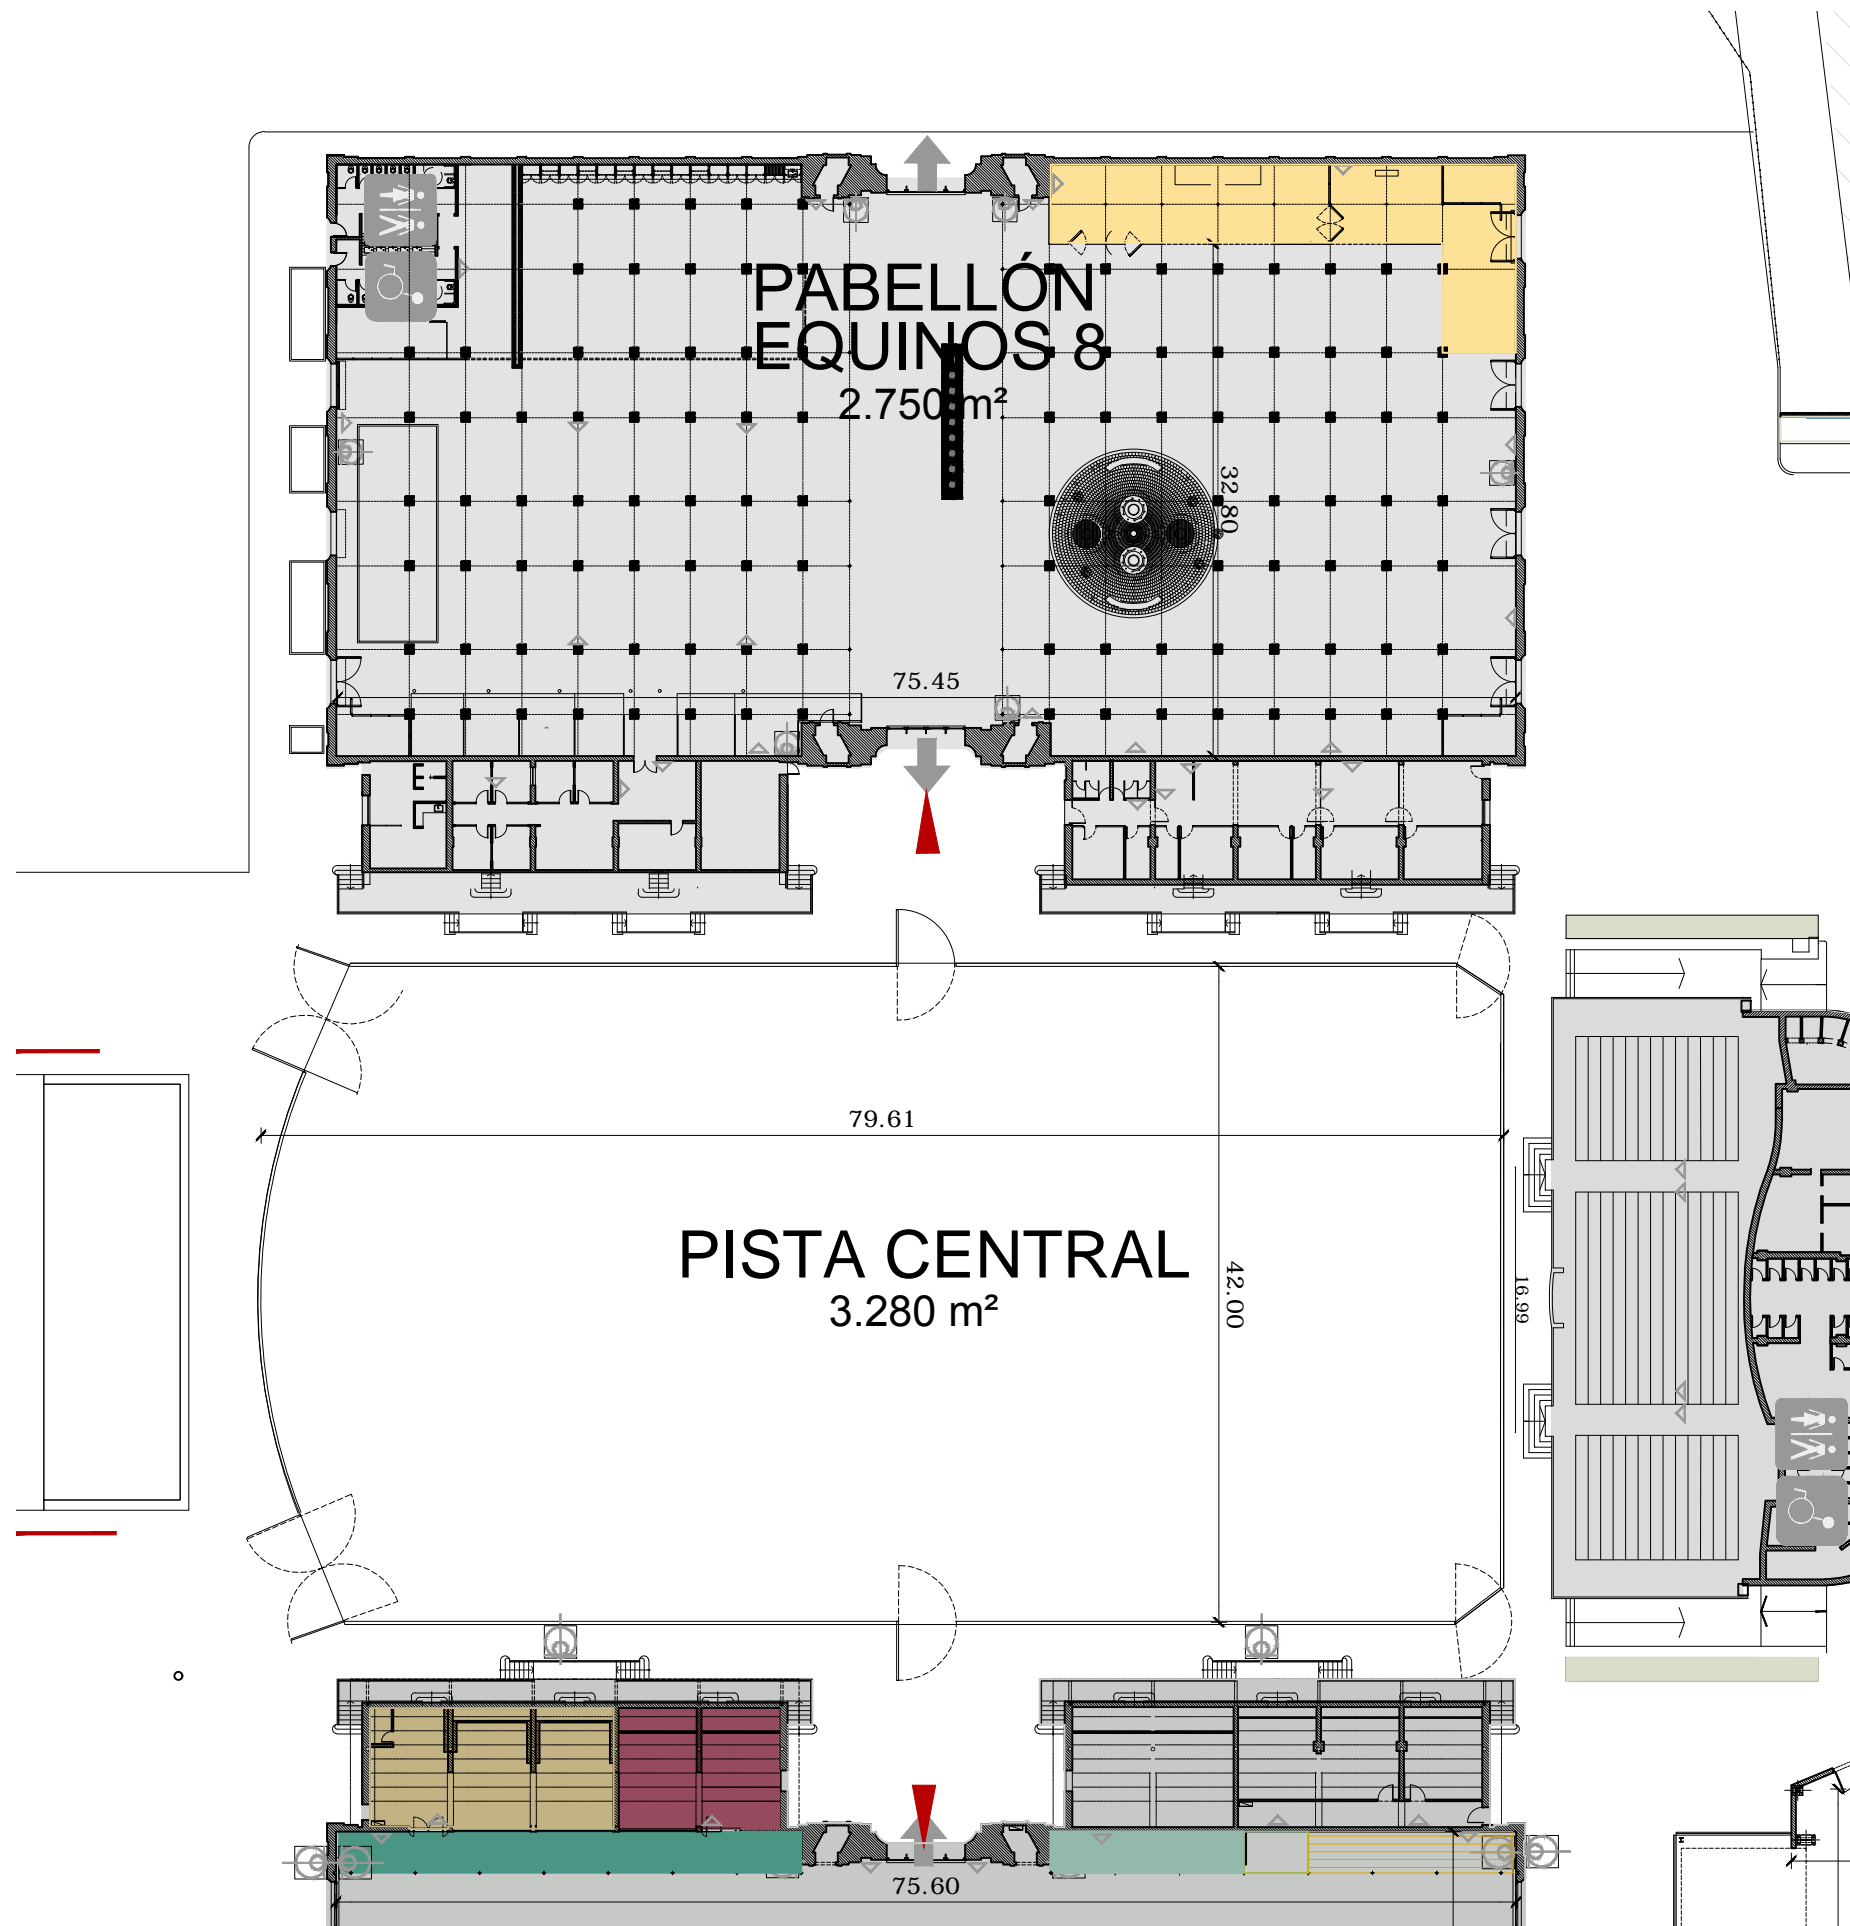 PABELLÓN
EQUINOS 8
2.750 m²
32.80
75.45
79.61
PISTA CENTRAL
3.280 m²
42.00
16.99
75.60